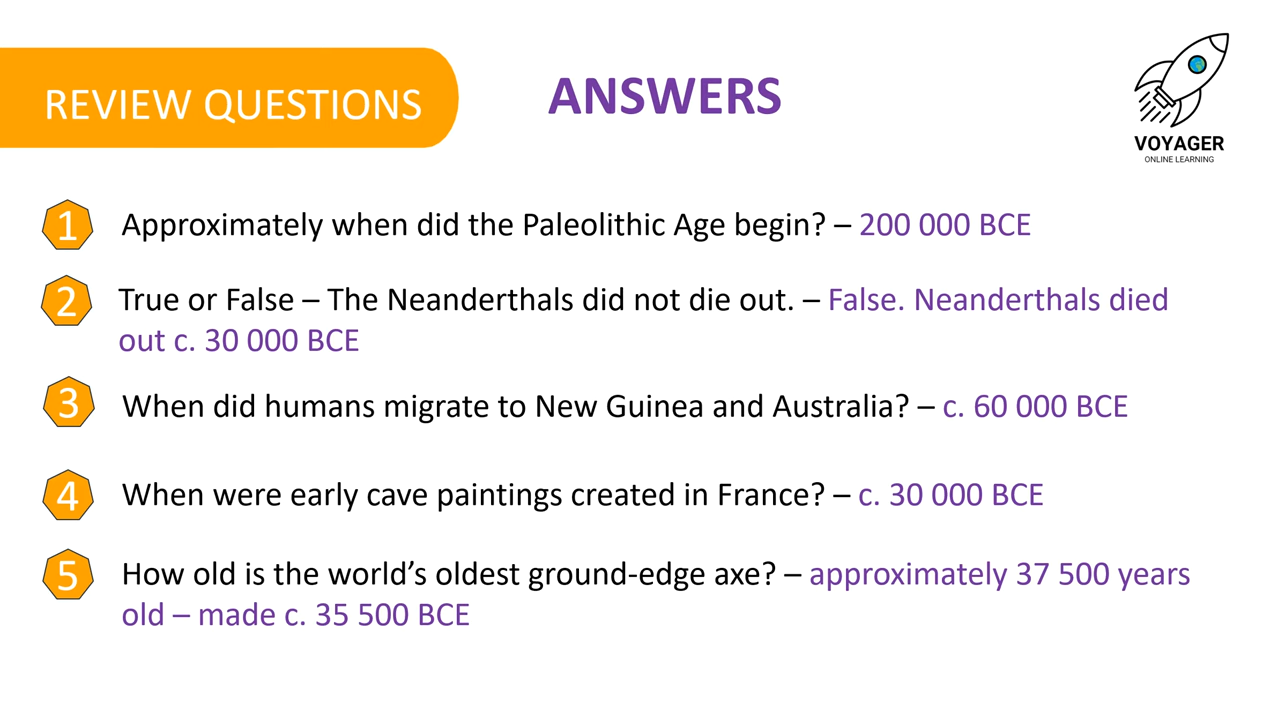 REVIEW QUESTIONS
ANSWERS
VOYAGER
ONLINE LEARNING
1 Approximately when did the Paleolithic Age begin? – 200 000 BCE
2 True or False – The Neanderthals did not die out. – False. Neanderthals died
out c. 30 000 BCE
3 When did humans migrate to New Guinea and Australia? – c. 60 000 BCE
4 When were early cave paintings created in France? – c. 30 000 BCE
5 How old is the world’s oldest ground-edge axe? – approximately 37 500 years
old – made c. 35 500 BCE